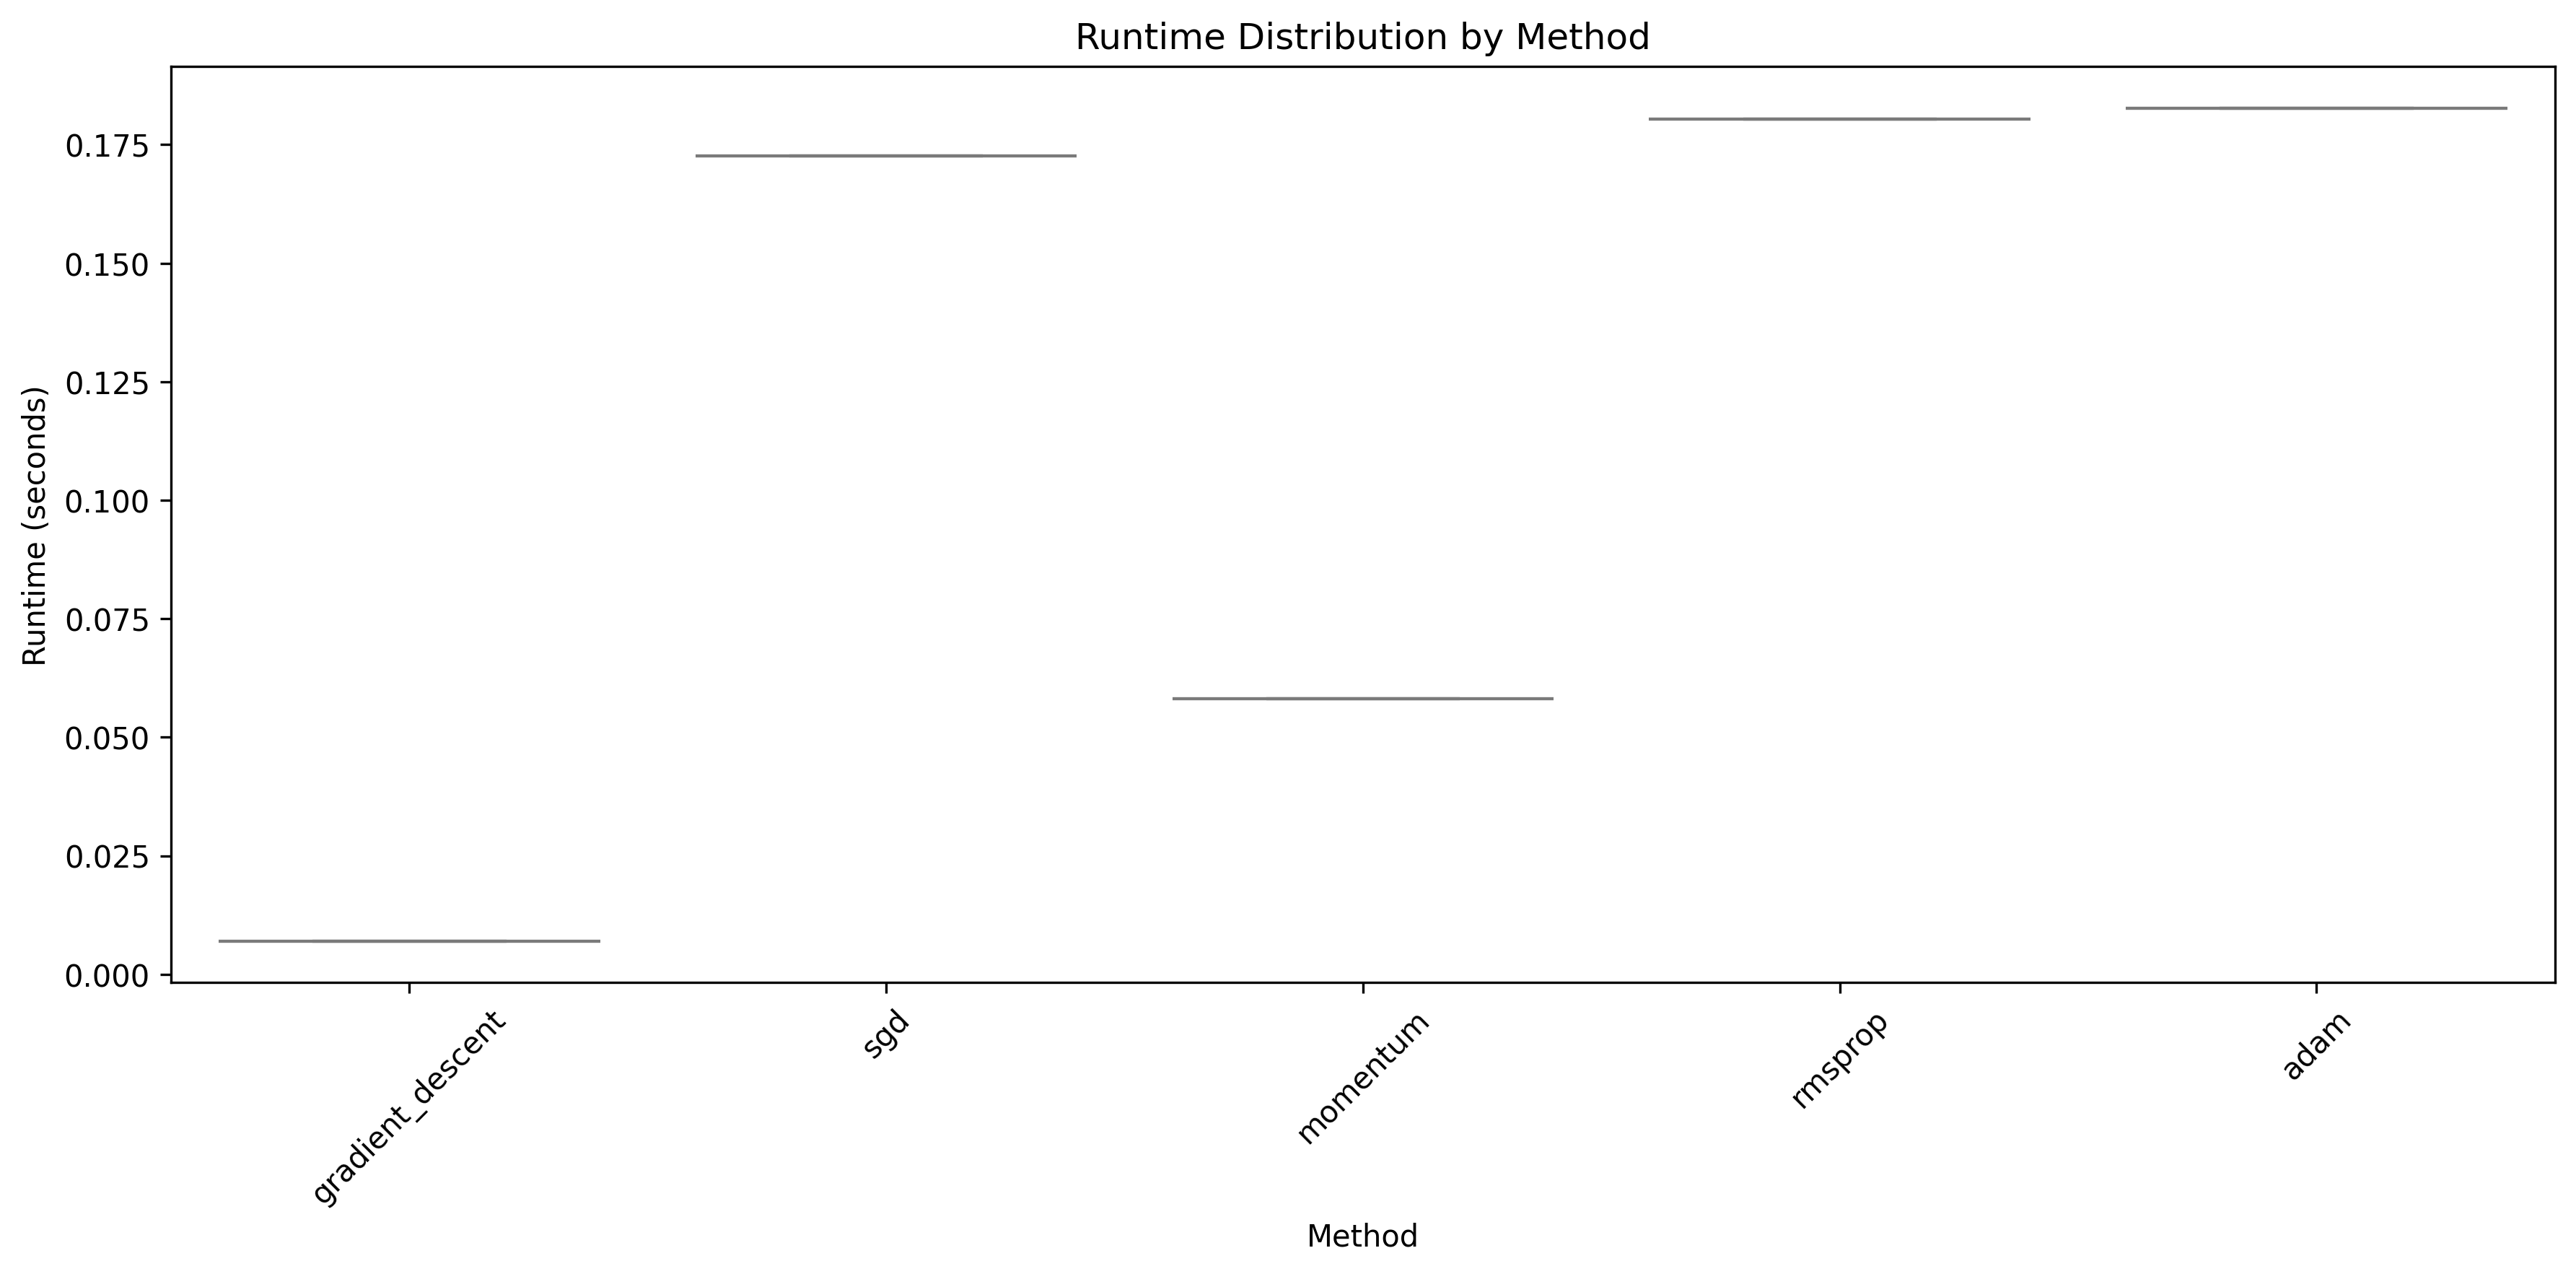 Runtime Distribution by Method
Runtime (seconds)
0.175
0.150
0.125
0.100
0.075
0.050
0.025
0.000
gradient_descent
sgd
momentum
rmsprop
adam
Method